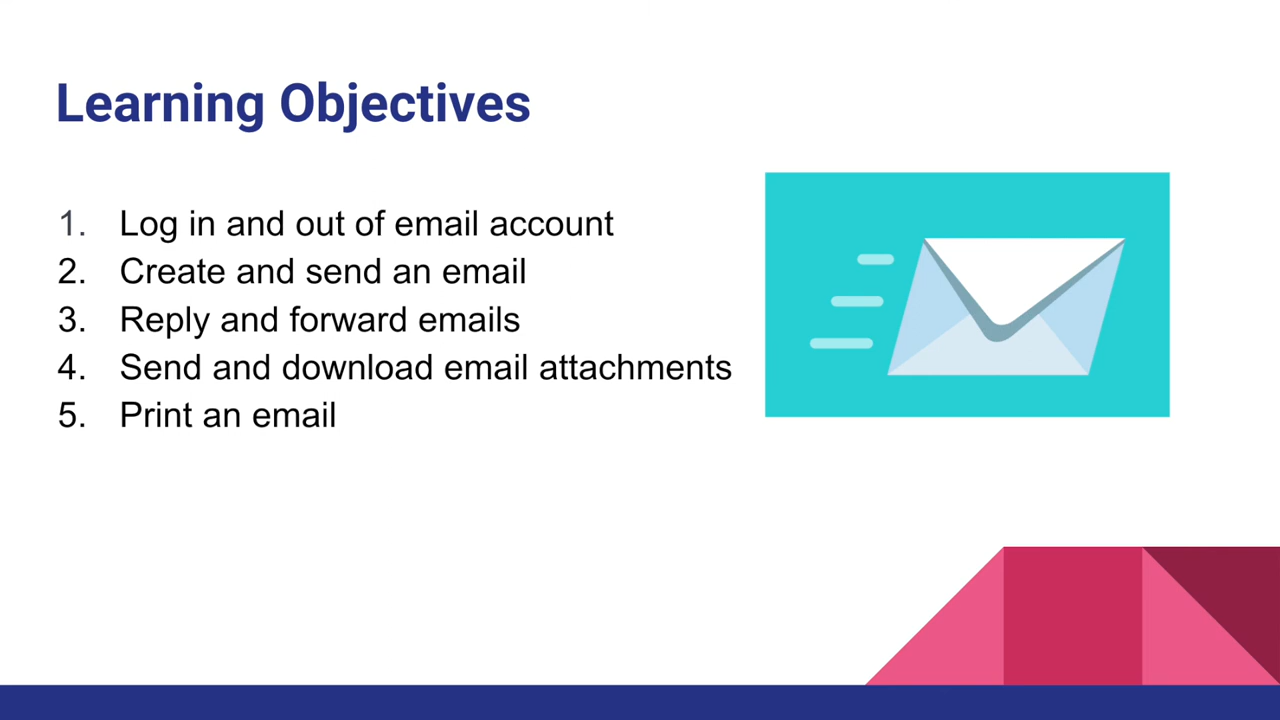 Learning Objectives
1. Log in and out of email account
2. Create and send an email
3. Reply and forward emails
4. Send and download email attachments
5. Print an email